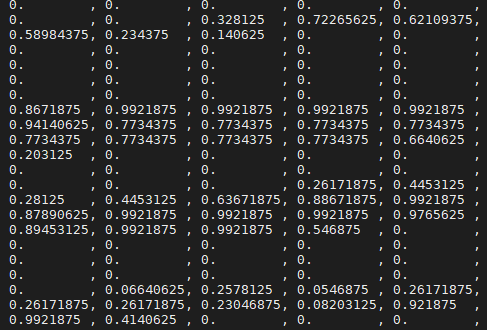 0. , 0. , 0. , 0. , 0. ,
0. , 0. , 0.328125 , 0.72265625, 0.62109375,
0.58984375, 0.234375 , 0.140625 , 0. , 0. ,
0. , 0. , 0. , 0. , 0. ,
0. , 0. , 0. , 0. , 0. ,
0. , 0. , 0. , 0. , 0. ,
0. , 0. , 0. , 0. , 0. ,
0.8671875 , 0.9921875 , 0.9921875 , 0.9921875 , 0.9921875 ,
0.94140625, 0.7734375 , 0.7734375 , 0.7734375 , 0.7734375 ,
0.7734375 , 0.7734375 , 0.7734375 , 0.7734375 , 0.6640625 ,
0.203125 , 0. , 0. , 0. , 0. ,
0. , 0. , 0. , 0. , 0. ,
0. , 0. , 0. , 0.26171875, 0.4453125 ,
0.28125 , 0.4453125 , 0.63671875, 0.88671875, 0.9921875 ,
0.87890625, 0.9921875 , 0.9921875 , 0.9921875 , 0.9765625 ,
0.89453125, 0.9921875 , 0.9921875 , 0.546875 , 0. ,
0. , 0. , 0. , 0. , 0. ,
0. , 0. , 0. , 0. , 0. ,
0. , 0. , 0. , 0. , 0. ,
0. , 0.06640625, 0.2578125 , 0.0546875 , 0.26171875,
0.26171875, 0.26171875, 0.23046875, 0.08203125, 0.921875 ,
0.9921875 , 0.4140625 , 0. , 0. , 0. ,